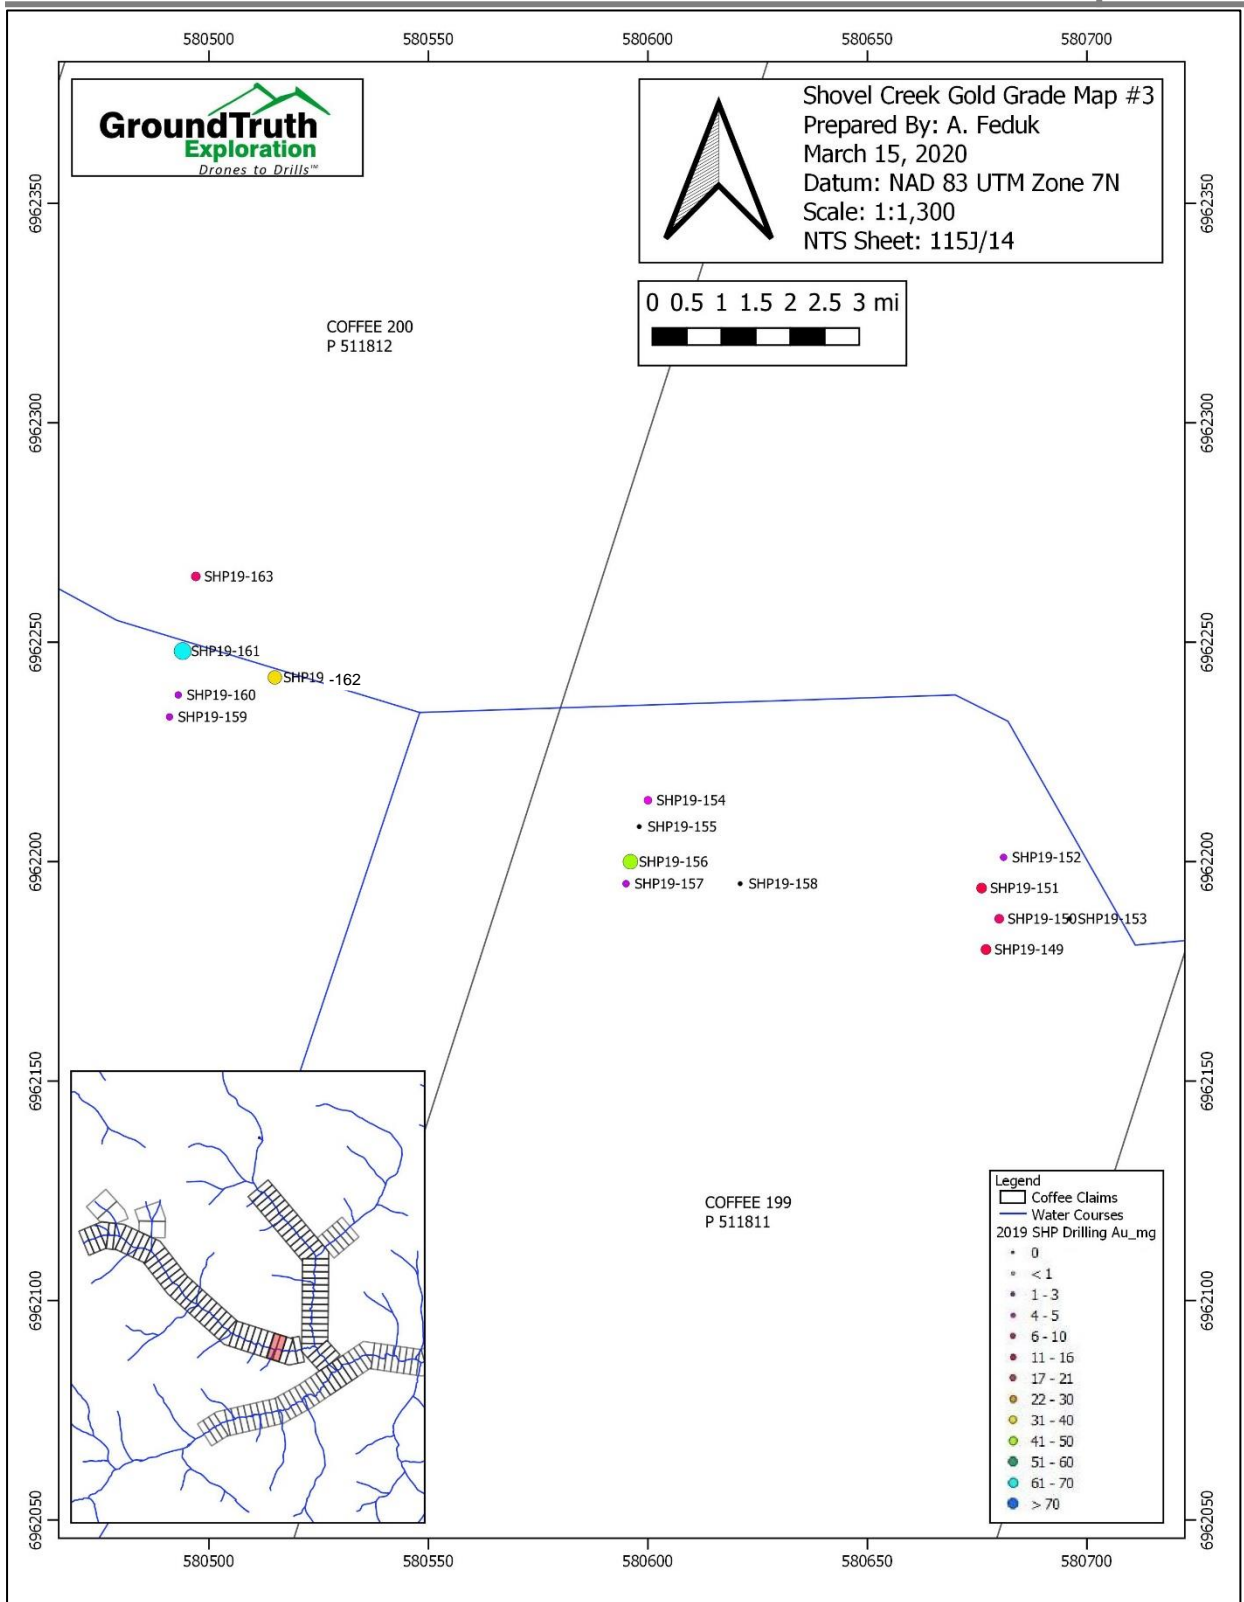 580500 580550 580600 580650 580700
GroundTruth
Exploration
Drones to Drills™
Shovel Creek Gold Grade Map #3
Prepared By: A. Feduk
March 15, 2020
Datum: NAD 83 UTM Zone 7N
Scale: 1:1,300
NTS Sheet: 115J/14
0 0.5 1 1.5 2 2.5 3 mi
6962350
6962350
COFFEE 200
P 511812
6962300
6962300
SHP19-163
6962250
6962250
SHP19-161
SHP19 -162
SHP19-160
SHP19-159
SHP19-154
SHP19-155
6962200
6962200
SHP19-156
SHP19-157
SHP19-158
SHP19-152
SHP19-151
SHP19-150
SHP19-153
SHP19-149
6962150
6962150
COFFEE 199
P 511811
6962100
6962100
Legend
Coffee Claims
Water Courses
2019 SHP Drilling Au_mg
0
< 1
1 - 3
4 - 5
6 - 10
11 - 16
17 - 21
22 - 30
31 - 40
41 - 50
51 - 60
61 - 70
> 70
6962050
6962050
580500 580550 580600 580650 580700